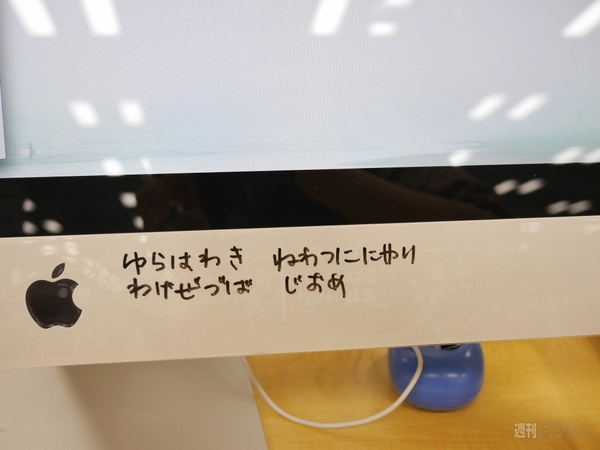 ゆらはわき ねわつににやり
わげぜづば じおめ
週刊